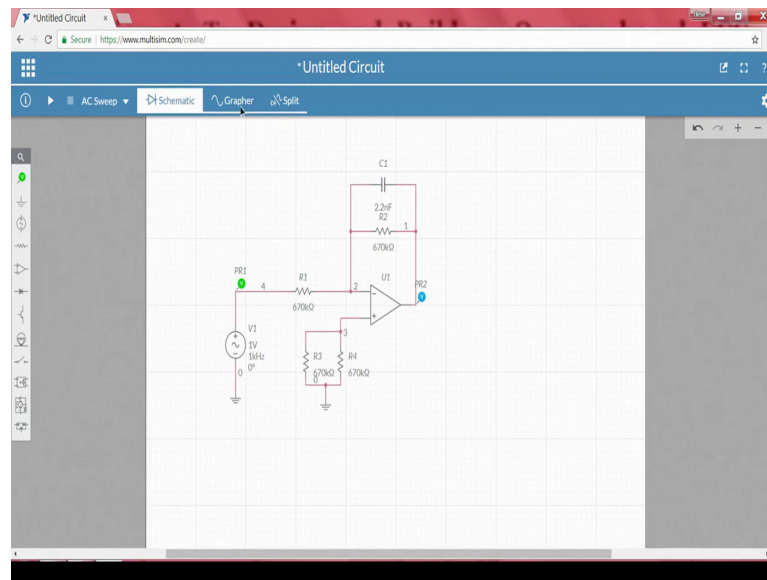 *Untitled Circuit
Secure | https://www.multisim.com/create/
*Untitled Circuit
AC Sweep
Schematic
Grapher
Split
C1
2.2nF
R2
1
670kΩ
PR1
4
R1
2
U1
PR2
670kΩ
V1
3
1V
1kHz
R3
R4
0
0°
670kΩ
670kΩ
0